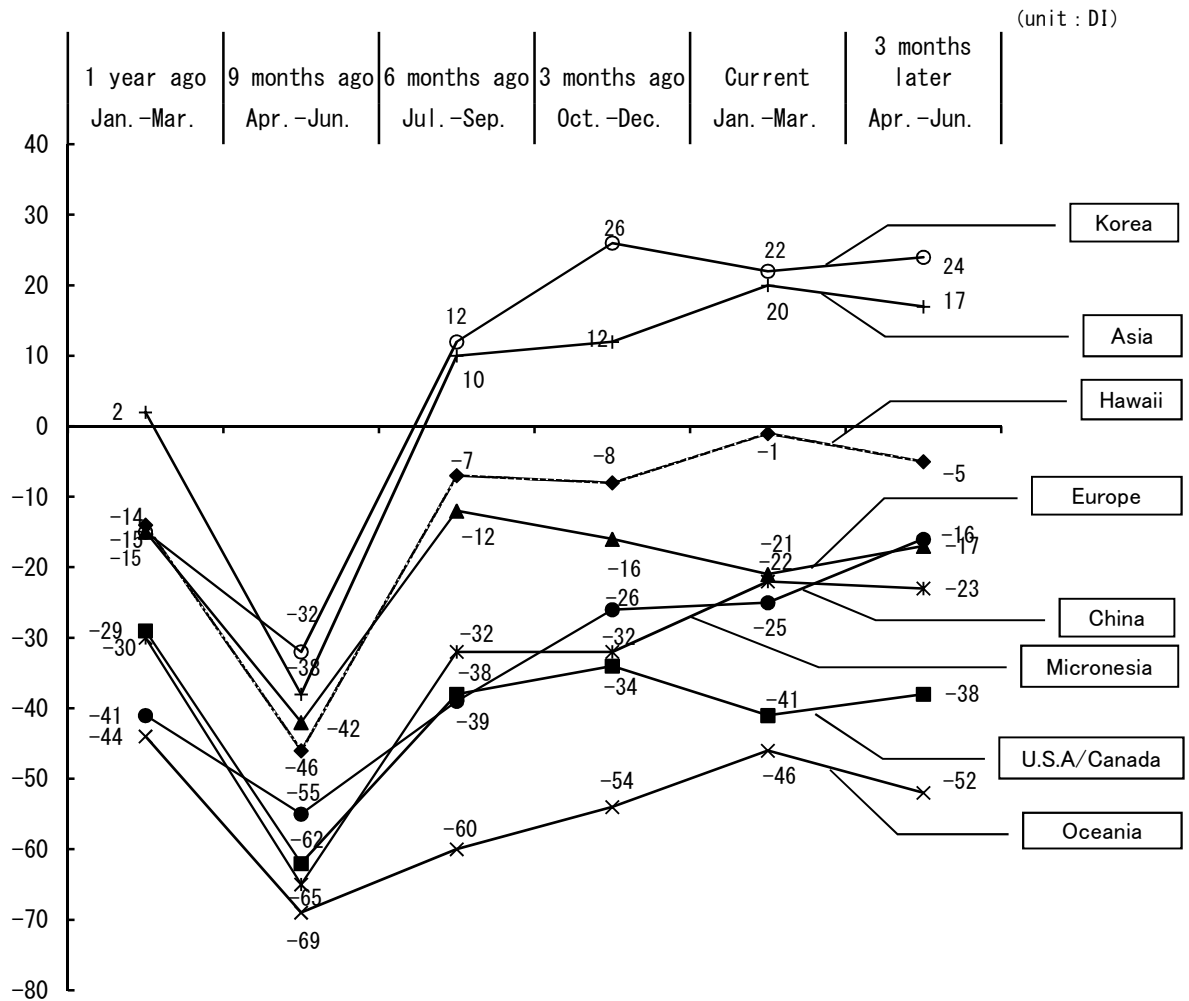 (unit：DI)
1 year ago
9 months ago
6 months ago
3 months ago
Current
3 months
later
Jan.-Mar.
Apr.-Jun.
Jul.-Sep.
Oct.-Dec.
Jan.-Mar.
Apr.-Jun.
40
30
20
10
0
-10
-20
-30
-40
-50
-60
-70
-80
2
-14
-15
-15
-29
-30
-41
-44
-32
-38
-42
-46
-55
-62
-65
-69
12
10
-7
-12
-32
-38
-39
-60
26
12
-8
-16
-26
-32
-34
-54
22
20
-1
-21
-22
-25
-41
-46
24
17
-5
-16
-17
-23
-38
-52
Korea
Asia
Hawaii
Europe
China
Micronesia
U.S.A/Canada
Oceania